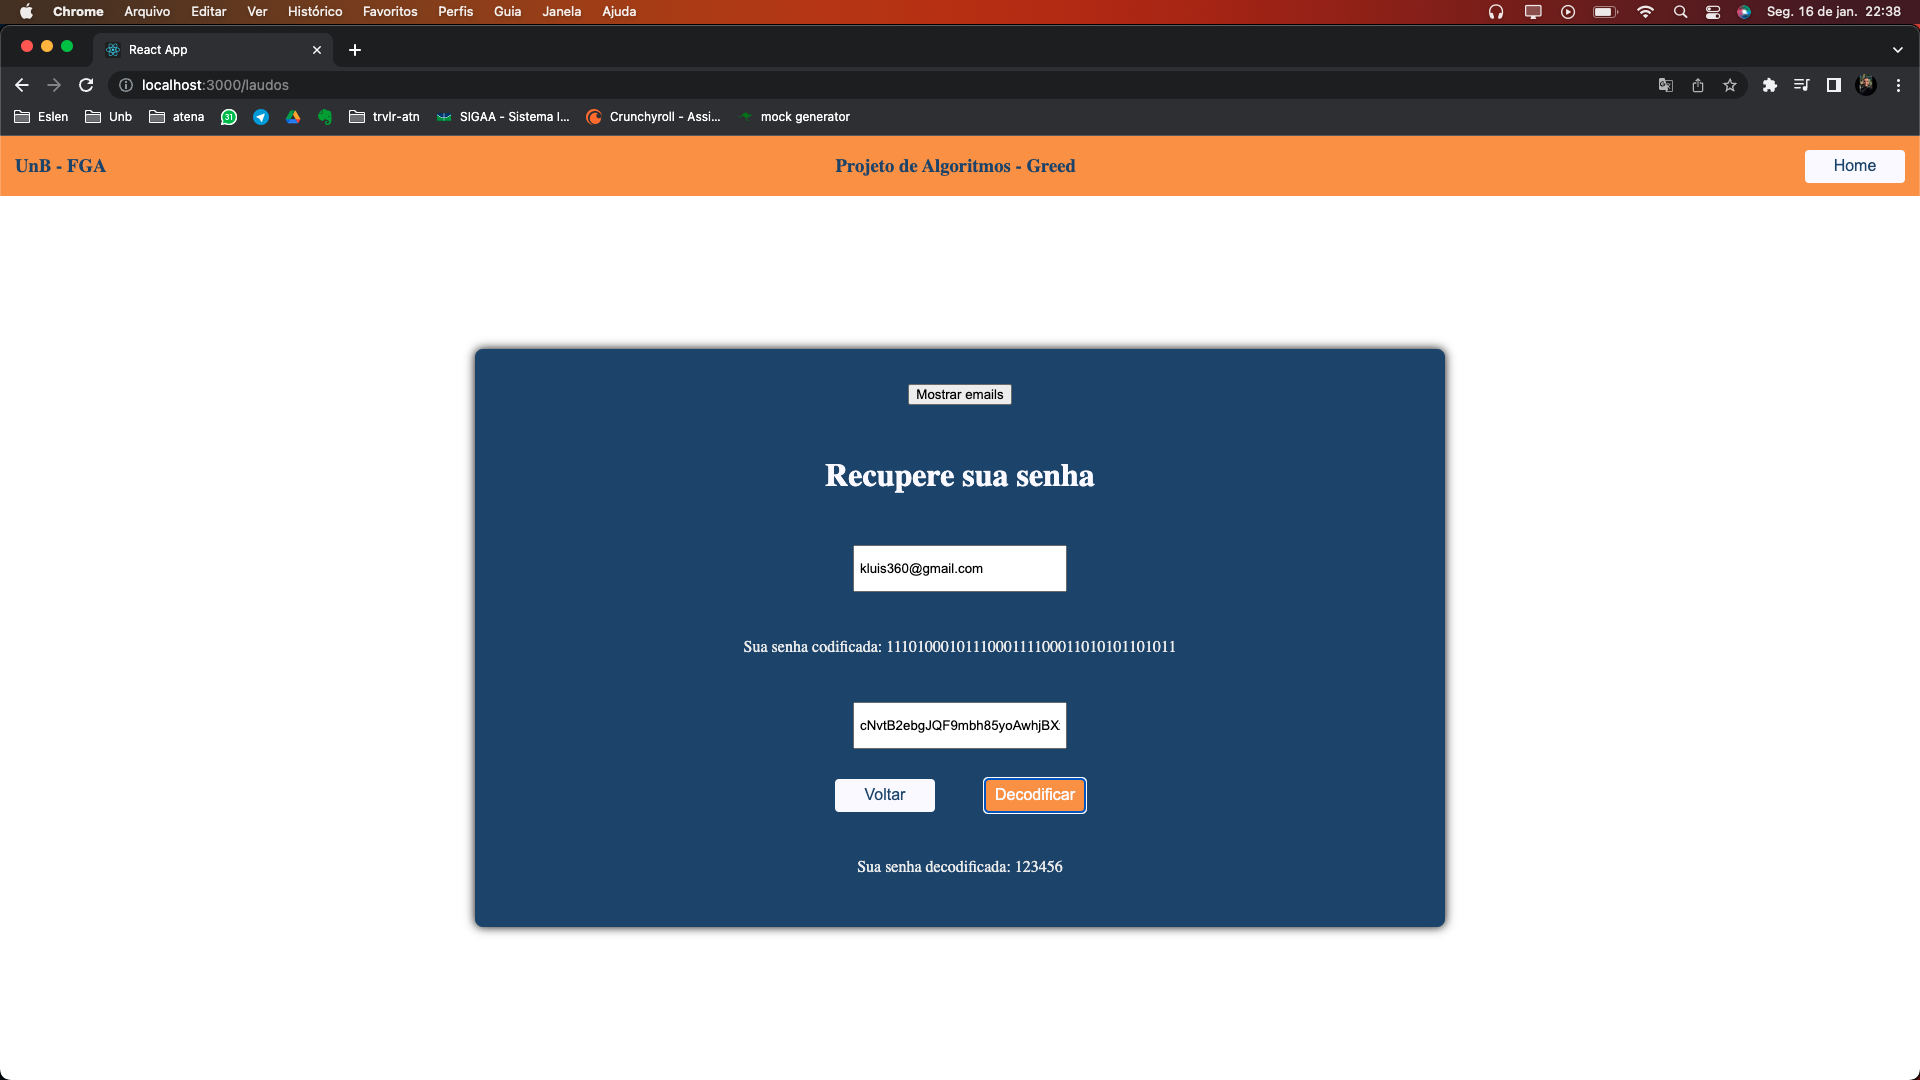 Chrome Arquivo Editar Ver Histórico Favoritos Perfis Guia Janela Ajuda Seg. 16 de jan. 22:38
React App
localhost:3000/laudos
Eslen Unb atena 31 trvlr-atn SIGAA - Sistema I... Crunchyroll - Assi... mock generator
UnB - FGA Projeto de Algoritmos - Greed Home
Mostrar emails
Recupere sua senha
kluis360@gmail.com
Sua senha codificada: 1110100010111000111100011010101101011
cNvtB2ebgJQF9mbh85yoAwhjBX
Voltar Decodificar
Sua senha decodificada: 123456